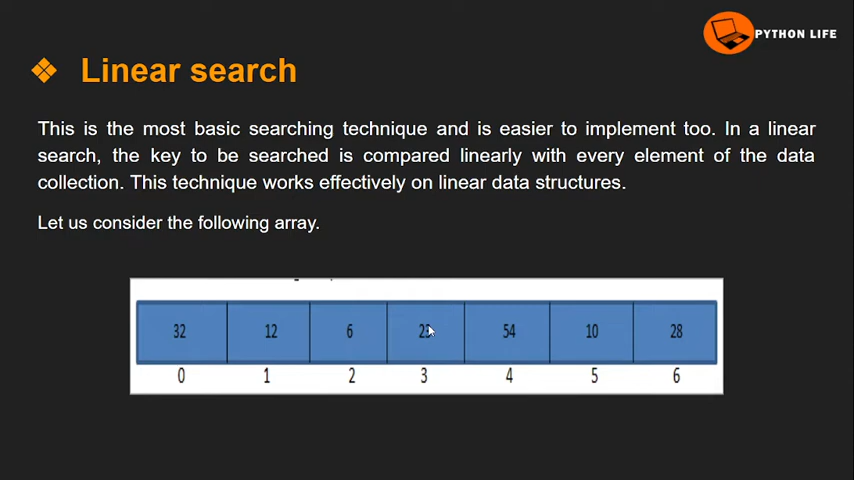 PYTHON LIFE
❖ Linear search
This is the most basic searching technique and is easier to implement too. In a linear
search, the key to be searched is compared linearly with every element of the data
collection. This technique works effectively on linear data structures.
Let us consider the following array.
32 12 6 23 54 10 28
0 1 2 3 4 5 6